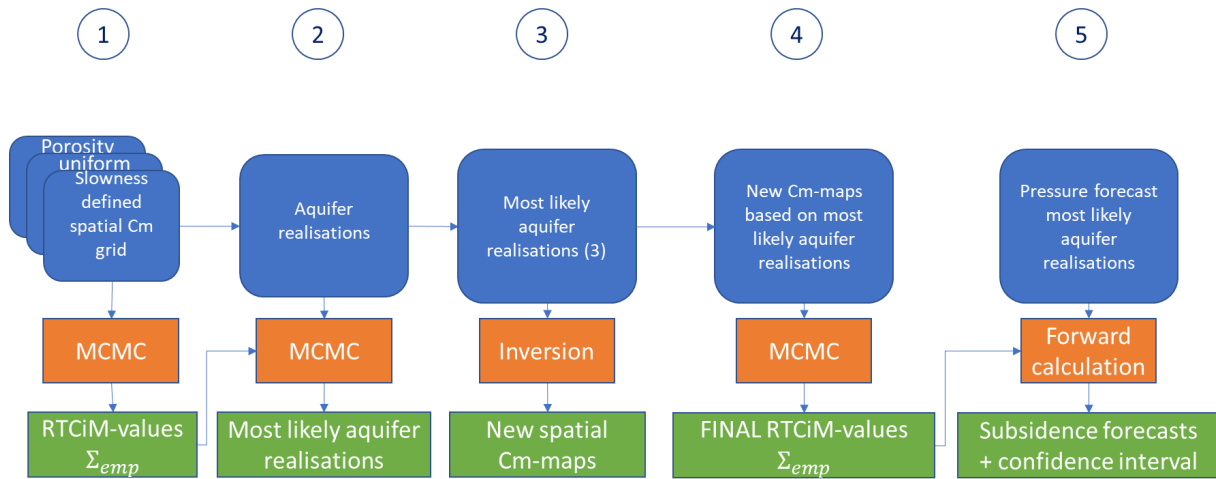 1
2
3
4
5
Porosity
uniform
Slowness
defined
spatial Cm
grid
MCMC
RTCiM-values
Σemp
Aquifer
realisations
MCMC
Most likely aquifer
realisations
Most likely
aquifer
realisations (3)
Inversion
New spatial
Cm-maps
New Cm-maps
based on most
likely aquifer
realisations
MCMC
FINAL RTCiM-values
Σemp
Pressure forecast
most likely
aquifer
realisations
Forward
calculation
Subsidence forecasts
+ confidence interval